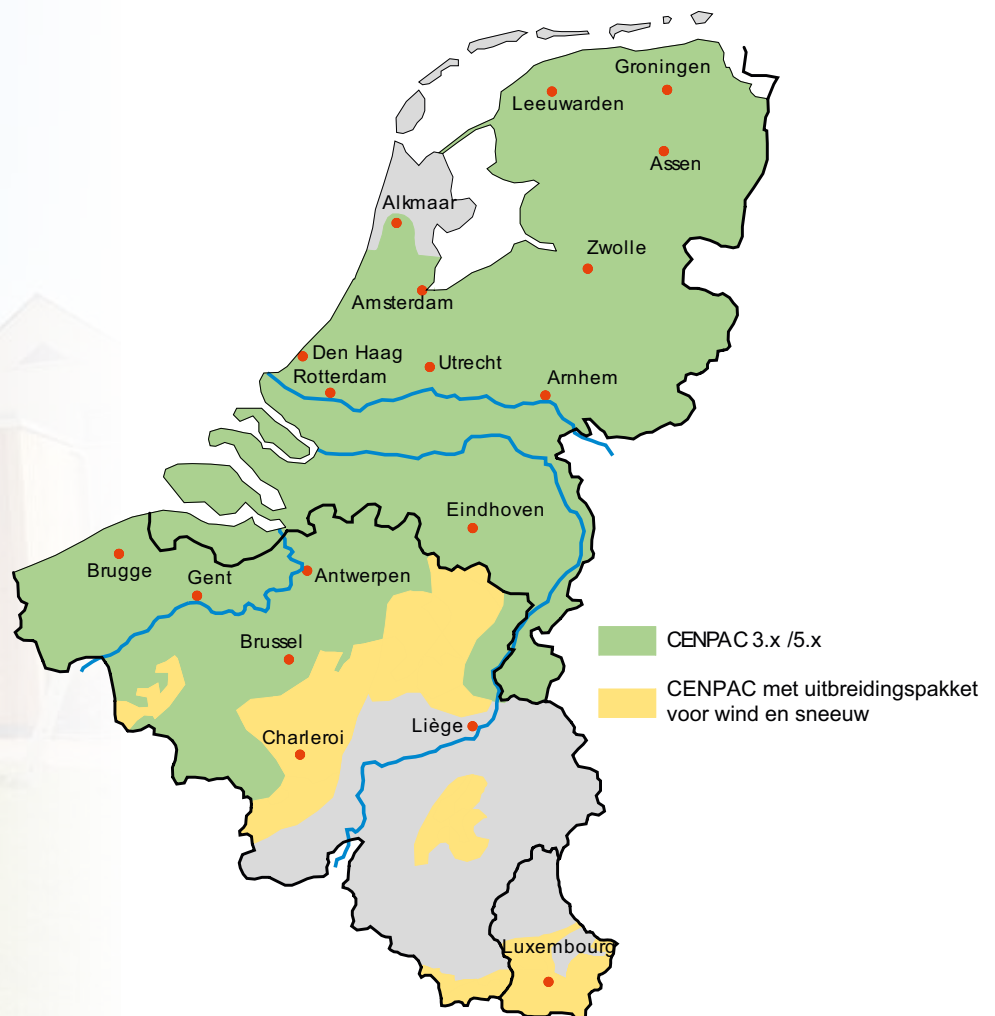 Groningen
Leeuwarden
Assen
Alkmaar
Zwolle
Amsterdam
Den Haag
Utrecht
Rotterdam
Arnhem
Eindhoven
Brugge
Gent
Antwerpen
Brussel
CENPAC 3.x /5.x
CENPAC met uitbreidingspakket
voor wind en sneeuw
Liège
Charleroi
Luxembourg